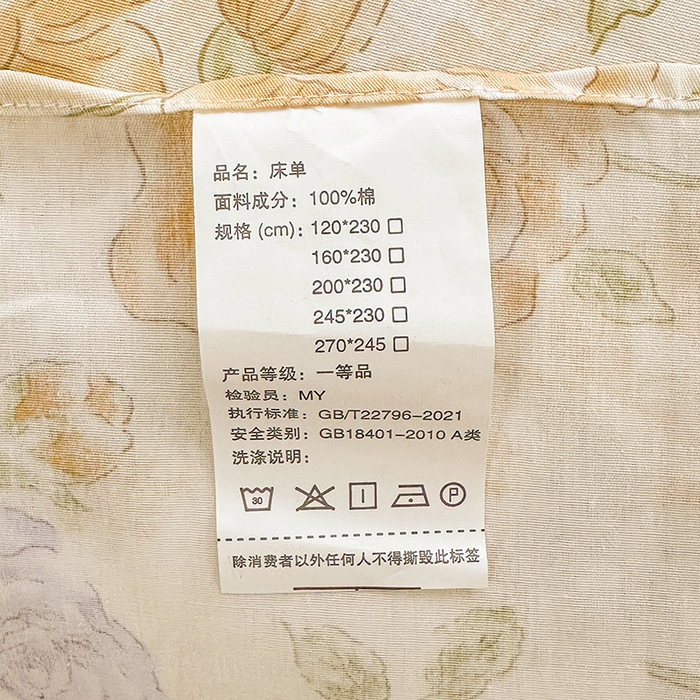 品名：床单
面料成分：100%棉
规格 (cm)：120*230 □
160*230 □
200*230 □
245*230 □
270*245 □
产品等级：一等品
检验员：MY
执行标准：GB/T22796-2021
安全类别：GB18401-2010 A类
洗涤说明：
30
P
除消费者以外任何人不得撕毁此标签